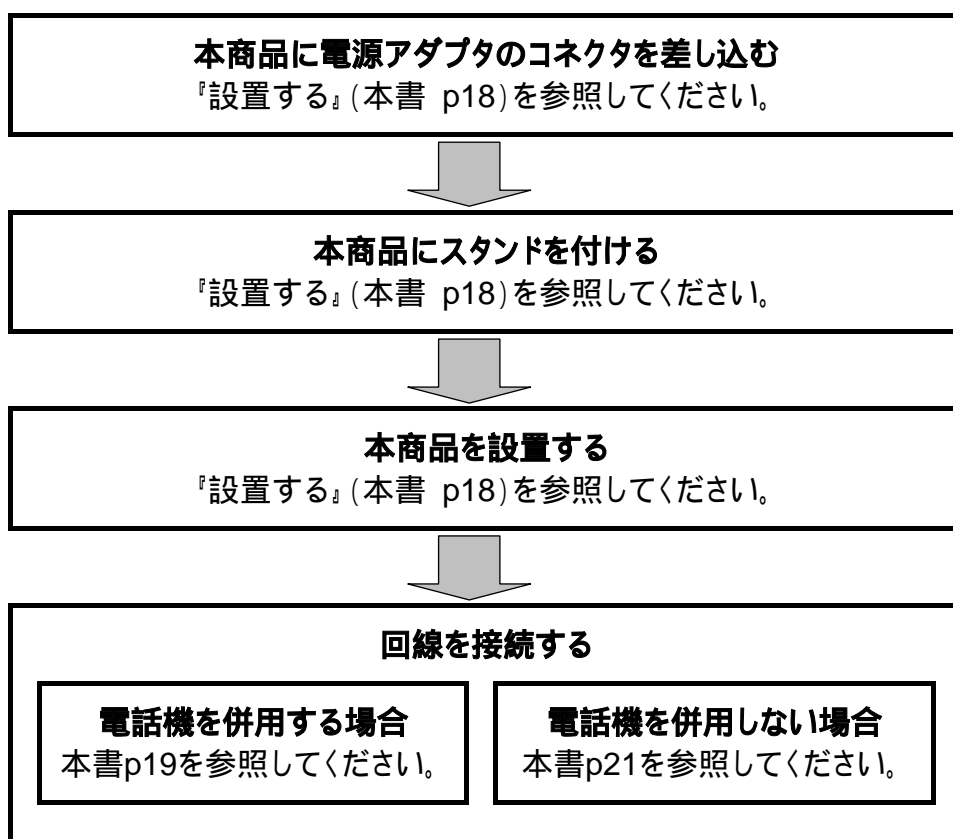 本商品に電源アダプタのコネクタを差し込む
『設置する』(本書 p18)を参照してください。
本商品にスタンドを付ける
『設置する』(本書 p18)を参照してください。
本商品を設置する
『設置する』(本書 p18)を参照してください。
回線を接続する
電話機を併用する場合
本書p19を参照してください。
電話機を併用しない場合
本書p21を参照してください。